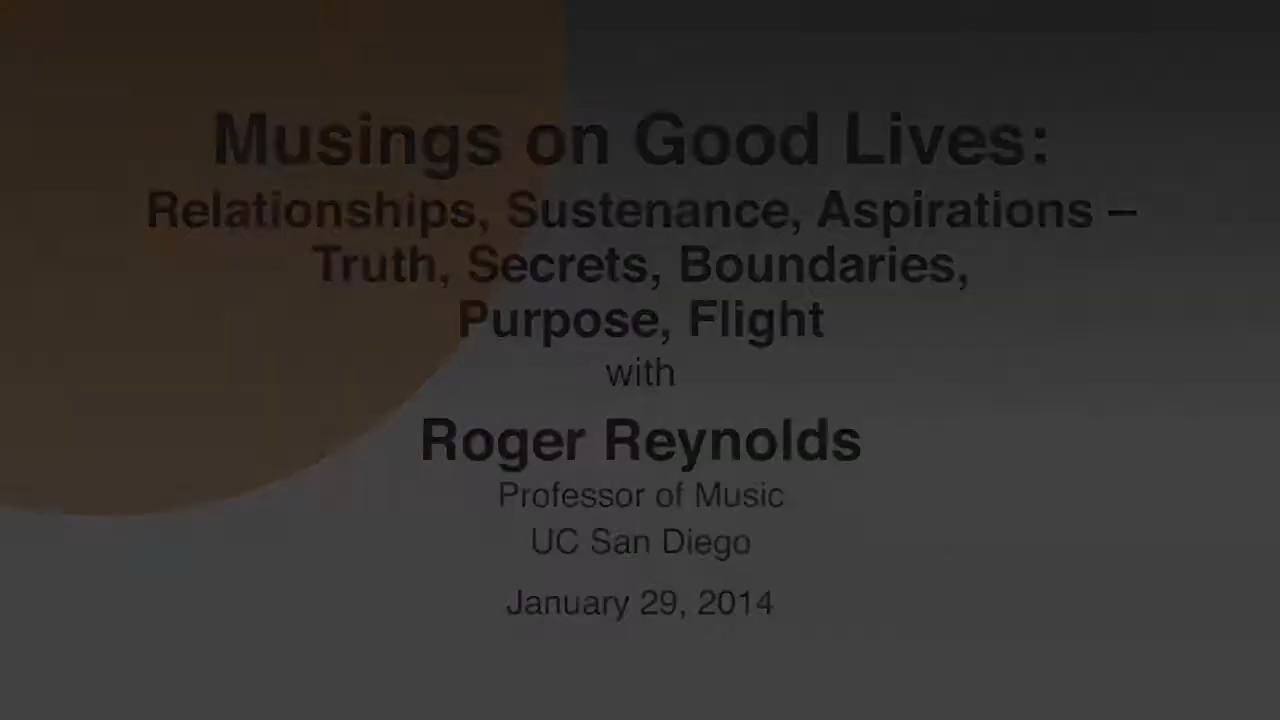 Musings on Good Lives:
Relationships, Sustenance, Aspirations –
Truth, Secrets, Boundaries,
Purpose, Flight
with
Roger Reynolds
Professor of Music
UC San Diego
January 29, 2014